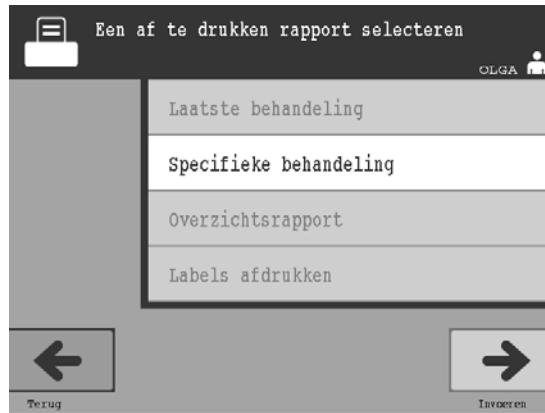 Een af te drukken rapport selecteren
OLGA
Laatste behandeling
Specifieke behandeling
Overzichtsrapport
Labels afdrukken
Terug
Invoeren